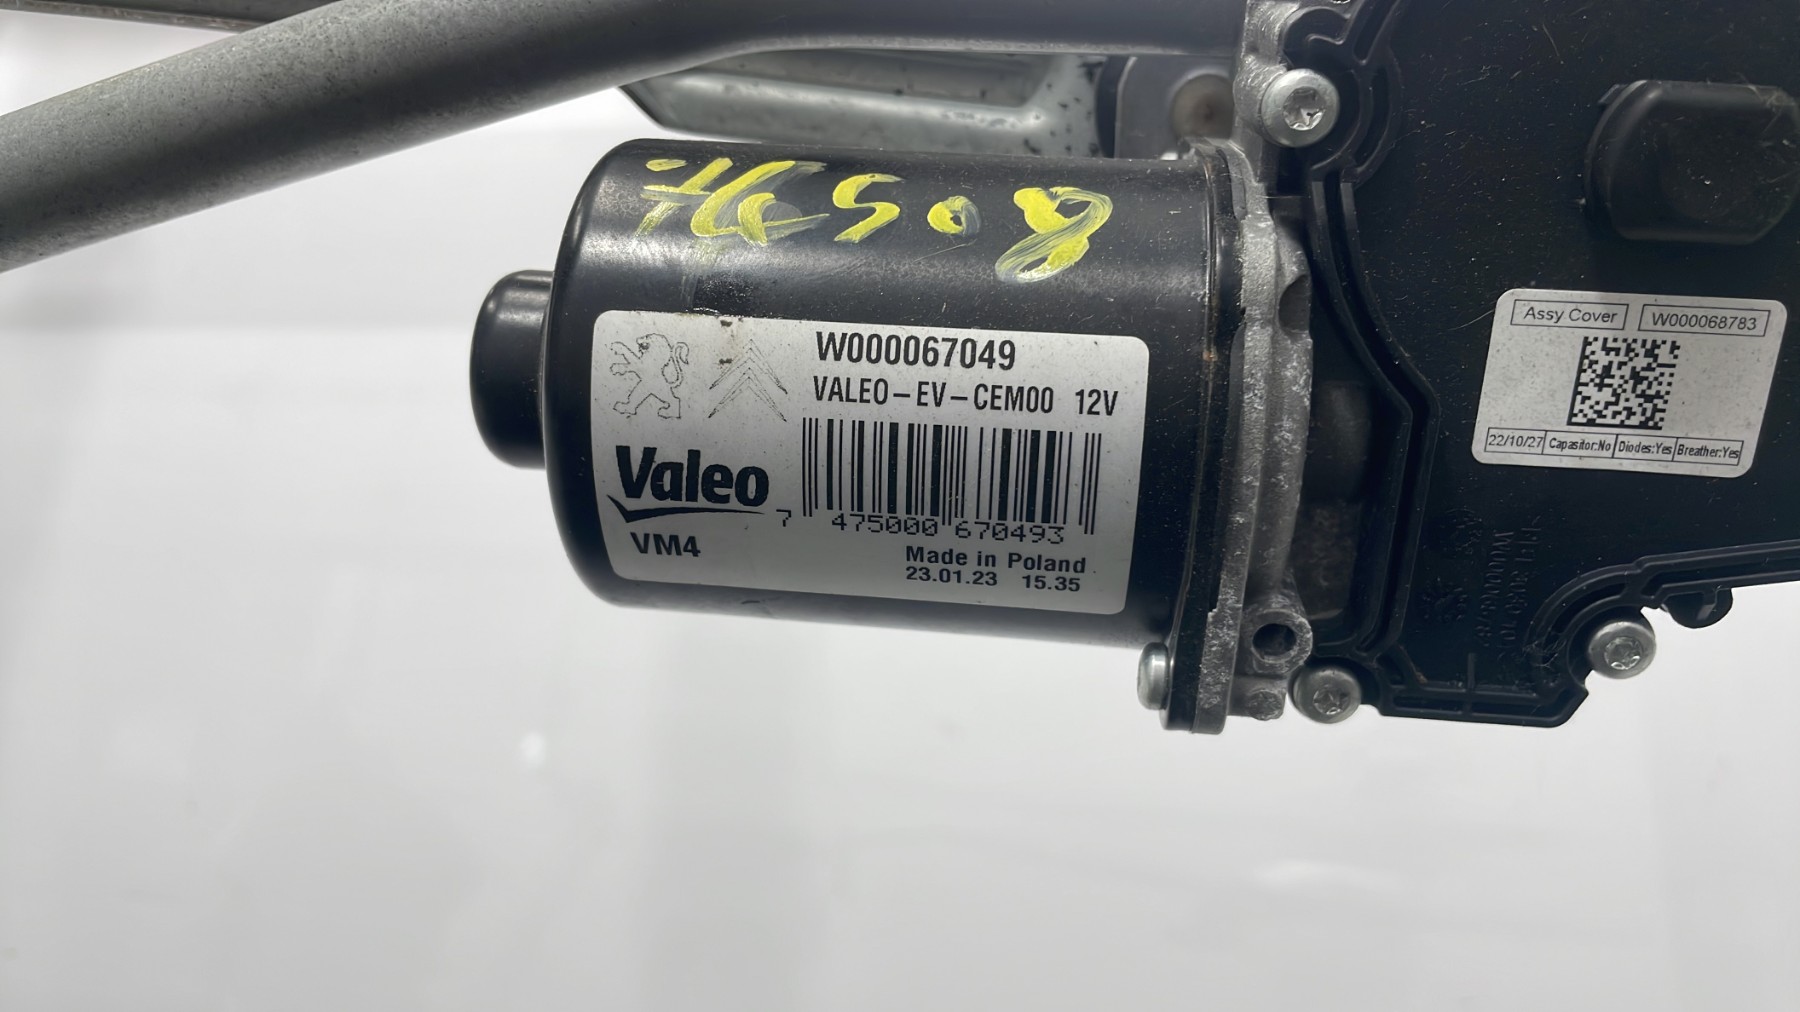 W000067049
VALEO-EV-CEM00 12V
Valeo
7 475000 670493
VM4
Made in Poland
23.01.23 15.35
Assy Cover W000068783
22/10/27 Capasitor:No Diodes:Yes Breather:Yes